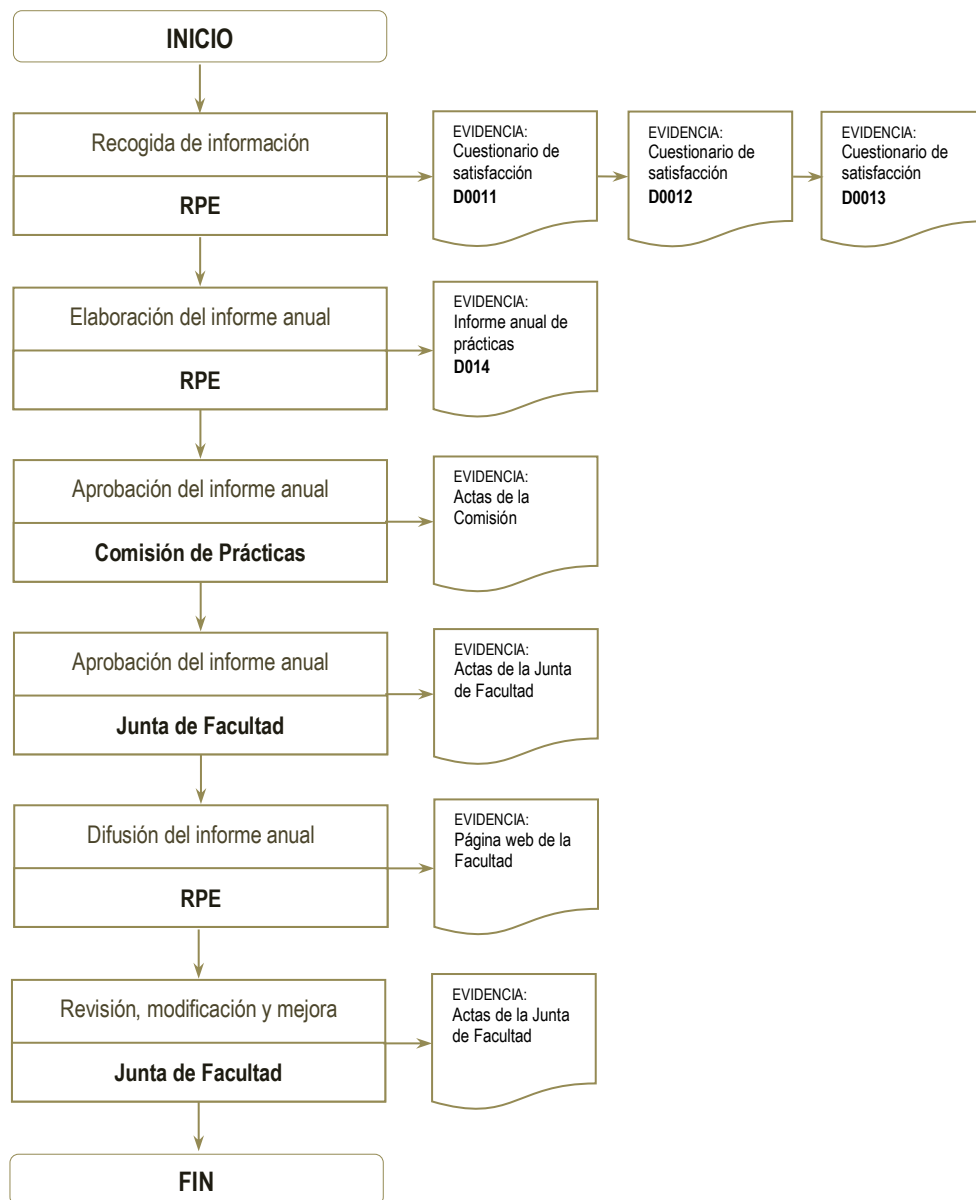 INICIO
Recogida de información
RPE
EVIDENCIA:
Cuestionario de
satisfacción
D0011
EVIDENCIA:
Cuestionario de
satisfacción
D0012
EVIDENCIA:
Cuestionario de
satisfacción
D0013
Elaboración del informe anual
RPE
EVIDENCIA:
Informe anual de
prácticas
D014
Aprobación del informe anual
Comisión de Prácticas
EVIDENCIA:
Actas de la
Comisión
Aprobación del informe anual
Junta de Facultad
EVIDENCIA:
Actas de la Junta
de Facultad
Difusión del informe anual
RPE
EVIDENCIA:
Página web de la
Facultad
Revisión, modificación y mejora
Junta de Facultad
EVIDENCIA:
Actas de la Junta
de Facultad
FIN